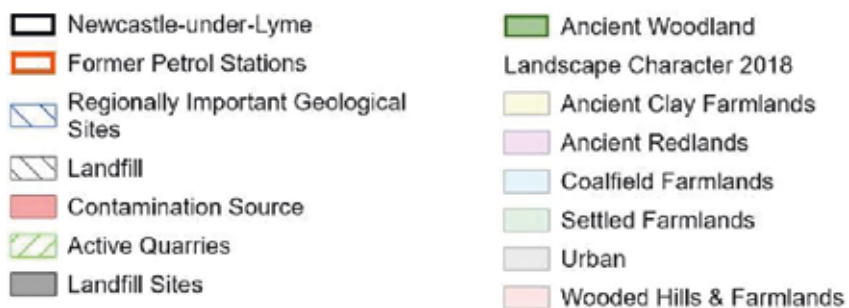 Newcastle-under-Lyme
Former Petrol Stations
Regionally Important Geological
Sites
Landfill
Contamination Source
Active Quarries
Landfill Sites
Ancient Woodland
Landscape Character 2018
Ancient Clay Farmlands
Ancient Redlands
Coalfield Farmlands
Settled Farmlands
Urban
Wooded Hills & Farmlands